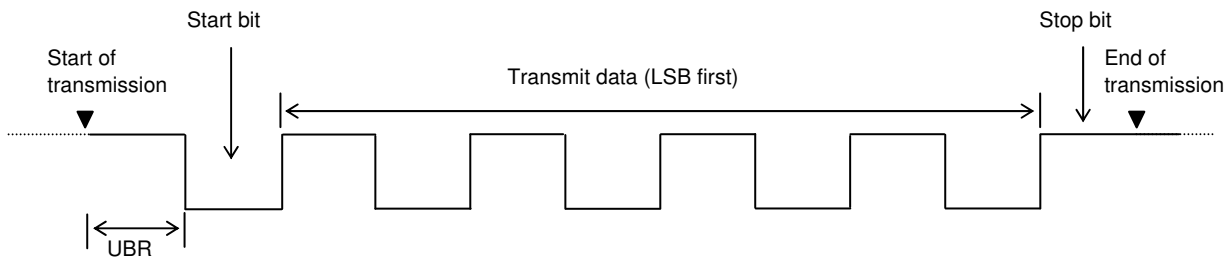 Start bit
Stop bit
Start of
transmission
End of
transmission
Transmit data (LSB first)
UBR